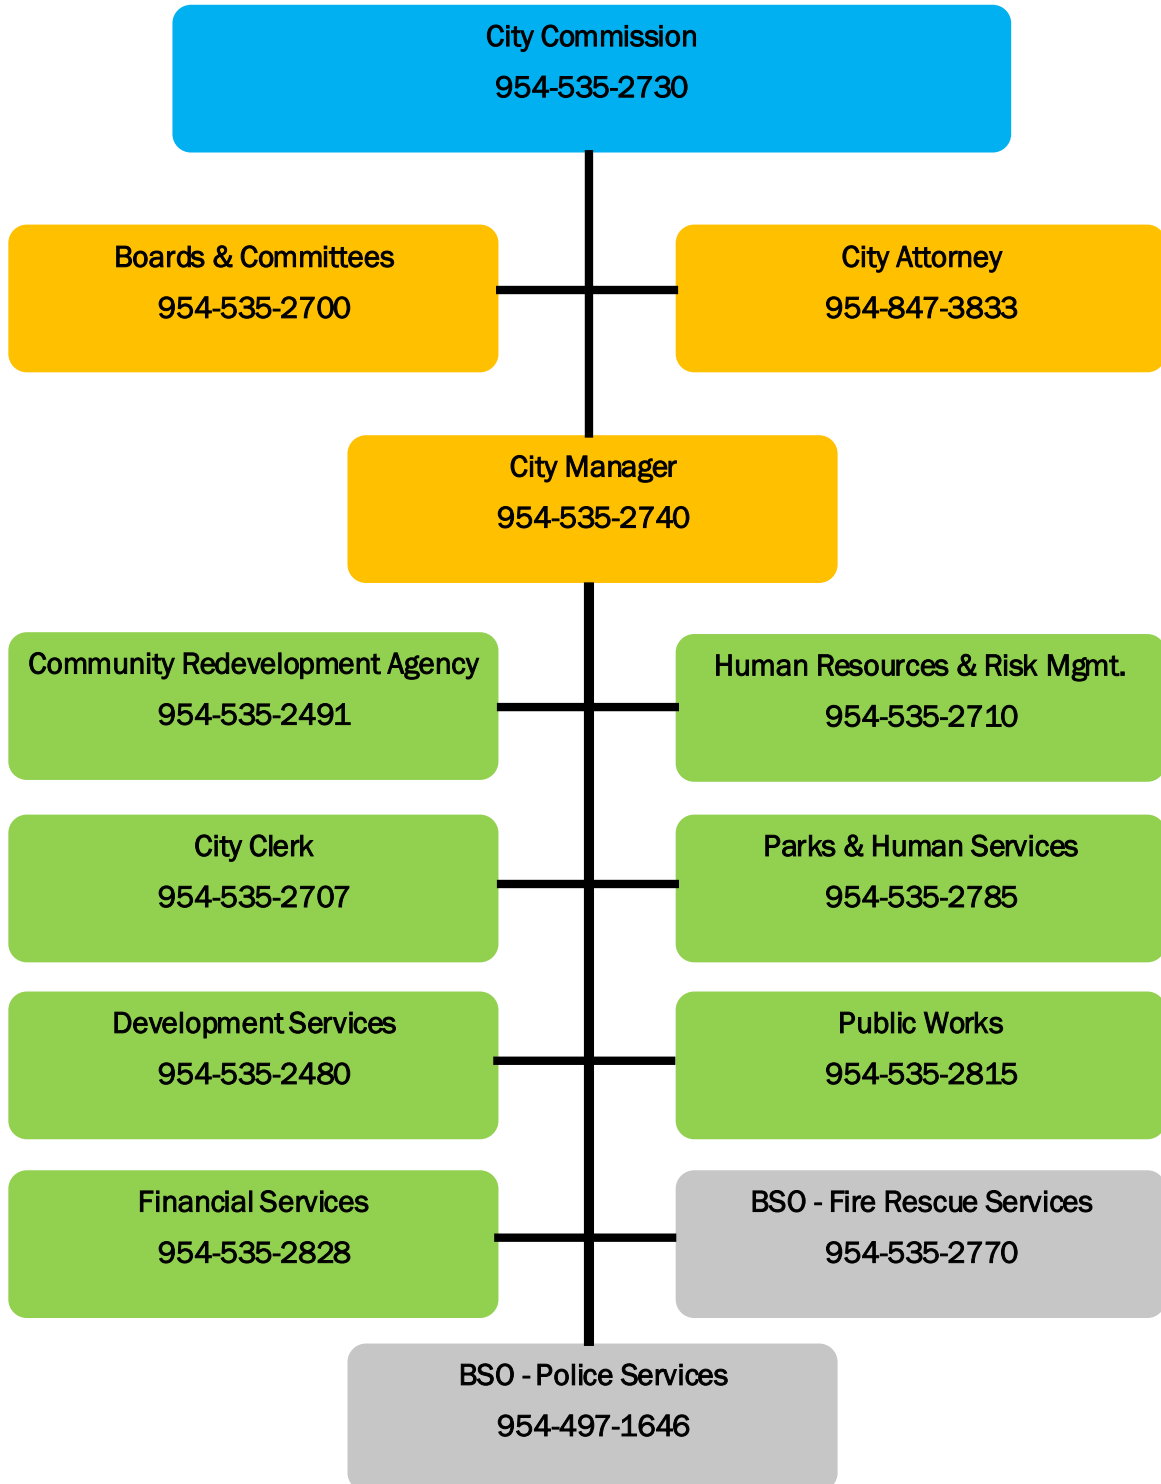 City Commission
954-535-2730
Boards & Committees
954-535-2700
City Attorney
954-847-3833
City Manager
954-535-2740
Community Redevelopment Agency
954-535-2491
Human Resources & Risk Mgmt.
954-535-2710
City Clerk
954-535-2707
Parks & Human Services
954-535-2785
Development Services
954-535-2480
Public Works
954-535-2815
Financial Services
954-535-2828
BSO - Fire Rescue Services
954-535-2770
BSO - Police Services
954-497-1646